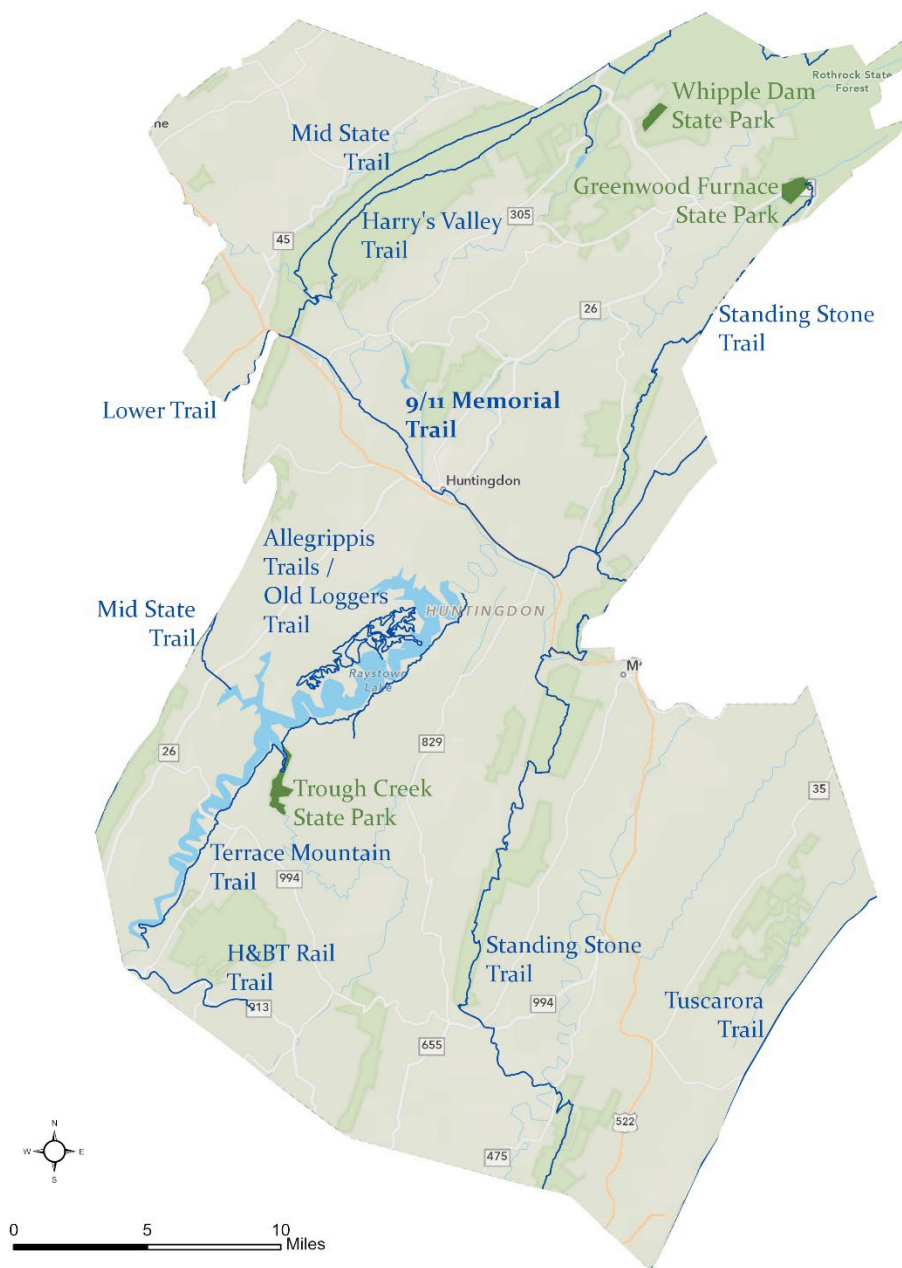 Rothrock State
Forest
Whipple Dam
State Park
ne
Mid State
Trail
Greenwood Furnace
State Park
Harry's Valley
Trail
305
45
26
Standing Stone
Trail
Lower Trail
9/11 Memorial
Trail
Huntingdon
Allegrippis
Trails /
Old Loggers
Trail
Mid State
Trail
HUNTINGDON
M
Raystown
Lake
26
829
35
Trough Creek
State Park
Terrace Mountain
Trail
994
H&BT Rail
Trail
Standing Stone
Trail
994
913
Tuscarora
Trail
655
522
475
N
W E
S
0 5 10
Miles